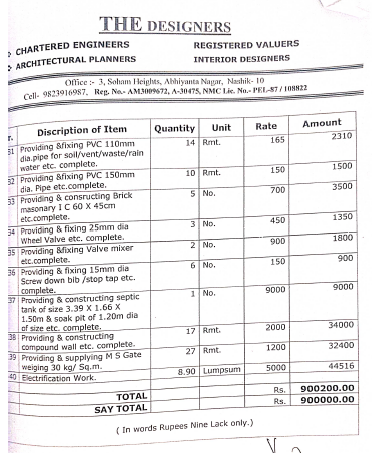 THE DESIGNERS
CHARTERED ENGINEERS REGISTERED VALUERS
ARCHITECTURAL PLANNERS INTERIOR DESIGNERS
Office :- 3, Soham Heights, Abhiyanta Nagar, Nashik- 10
Cell- 9823916987, Reg. No.- AM3009672, A-30475, NMC Lic. No.- PEL-87 / 108822
r. Discription of Item Quantity Unit Rate Amount
31 Providing &fixing PVC 110mm 14 Rmt. 165 2310
dia.pipe for soil/vent/waste/rain
water etc. complete.
32 Providing &fixing PVC 150mm 10 Rmt. 150 1500
dia. Pipe etc.complete.
33 Providing & consructing Brick 5 No. 700 3500
masonary I C 60 X 45cm
etc.complete.
34 Providing & fixing 25mm dia 3 No. 450 1350
Wheel Valve etc. complete.
35 Providing &fixing Valve mixer 2 No. 900 1800
etc.complete.
36 Providing & fixing 15mm dia 6 No. 150 900
Screw down bib /stop tap etc.
complete.
37 Providing & constructing septic 1 No. 9000 9000
tank of size 3.39 X 1.66 X
1.50m & soak pit of 1.20m dia
of size etc. complete.
38 Providing & constructing 17 Rmt. 2000 34000
compound wall etc. complete.
39 Providing & supplying M S Gate 27 Rmt. 1200 32400
weiging 30 kg/ Sq.m.
40 Electrification Work. 8.90 Lumpsum 5000 44516
TOTAL Rs. 900200.00
SAY TOTAL Rs. 900000.00
( In words Rupees Nine Lack only.)